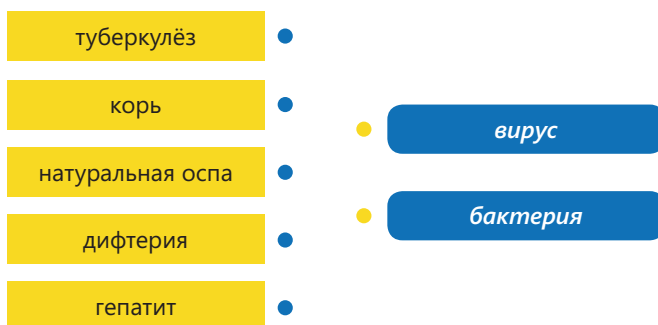 туберкулёз
корь
натуральная оспа
дифтерия
гепатит
вирус
бактерия